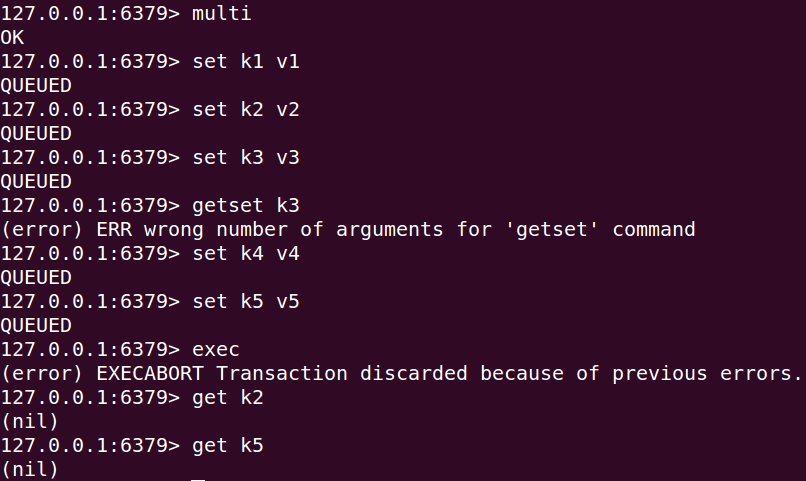 127.0.0.1:6379> multi
OK
127.0.0.1:6379> set k1 v1
QUEUED
127.0.0.1:6379> set k2 v2
QUEUED
127.0.0.1:6379> set k3 v3
QUEUED
127.0.0.1:6379> getset k3
(error) ERR wrong number of arguments for 'getset' command
127.0.0.1:6379> set k4 v4
QUEUED
127.0.0.1:6379> set k5 v5
QUEUED
127.0.0.1:6379> exec
(error) EXECABORT Transaction discarded because of previous errors.
127.0.0.1:6379> get k2
(nil)
127.0.0.1:6379> get k5
(nil)